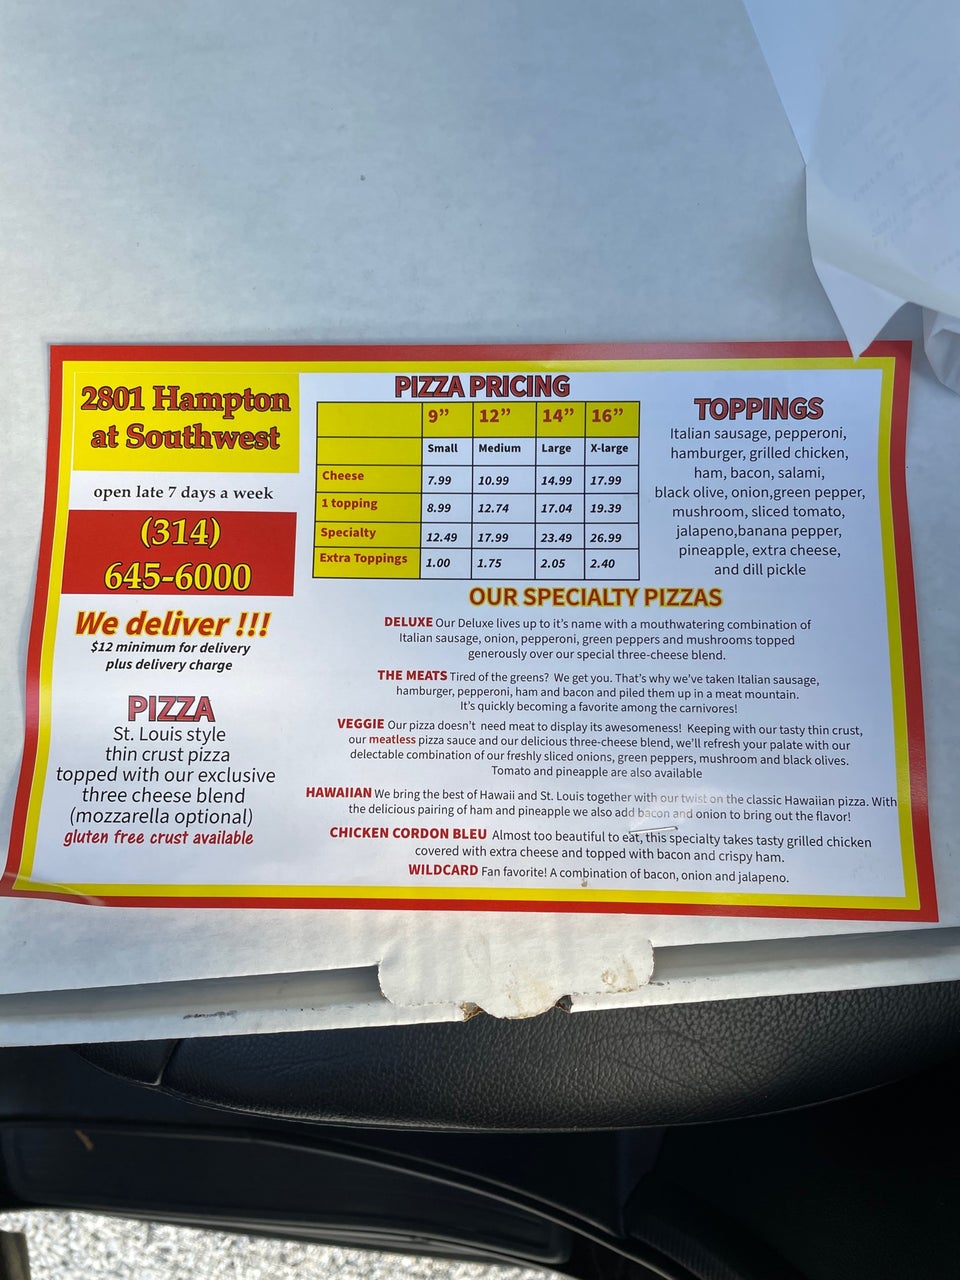 2801 Hampton
at Southwest
open late 7 days a week
(314)
645-6000
We deliver !!!
$12 minimum for delivery
plus delivery charge
PIZZA
St. Louis style
thin crust pizza
topped with our exclusive
three cheese blend
(mozzarella optional)
gluten free crust available
PIZZA PRICING
9” 12” 14” 16”
Small Medium Large X-large
Cheese 7.99 10.99 14.99 17.99
1 topping 8.99 12.74 17.04 19.39
Specialty 12.49 17.99 23.49 26.99
Extra Toppings 1.00 1.75 2.05 2.40
TOPPINGS
Italian sausage, pepperoni,
hamburger, grilled chicken,
ham, bacon, salami,
black olive, onion,green pepper,
mushroom, sliced tomato,
jalapeno,banana pepper,
pineapple, extra cheese,
and dill pickle
OUR SPECIALTY PIZZAS
DELUXE Our Deluxe lives up to it’s name with a mouthwatering combination of
Italian sausage, onion, pepperoni, green peppers and mushrooms topped
generously over our special three-cheese blend.
THE MEATS Tired of the greens? We get you. That’s why we’ve taken Italian sausage,
hamburger, pepperoni, ham and bacon and piled them up in a meat mountain.
It’s quickly becoming a favorite among the carnivores!
VEGGIE Our pizza doesn’t need meat to display its awesomeness! Keeping with our tasty thin crust,
our meatless pizza sauce and our delicious three-cheese blend, we’ll refresh your palate with our
delectable combination of our freshly sliced onions, green peppers, mushroom and black olives.
Tomato and pineapple are also available
HAWAIIAN We bring the best of Hawaii and St. Louis together with our twist on the classic Hawaiian pizza. With
the delicious pairing of ham and pineapple we also add bacon and onion to bring out the flavor!
CHICKEN CORDON BLEU Almost too beautiful to eat, this specialty takes tasty grilled chicken
covered with extra cheese and topped with bacon and crispy ham.
WILDCARD Fan favorite! A combination of bacon, onion and jalapeno.